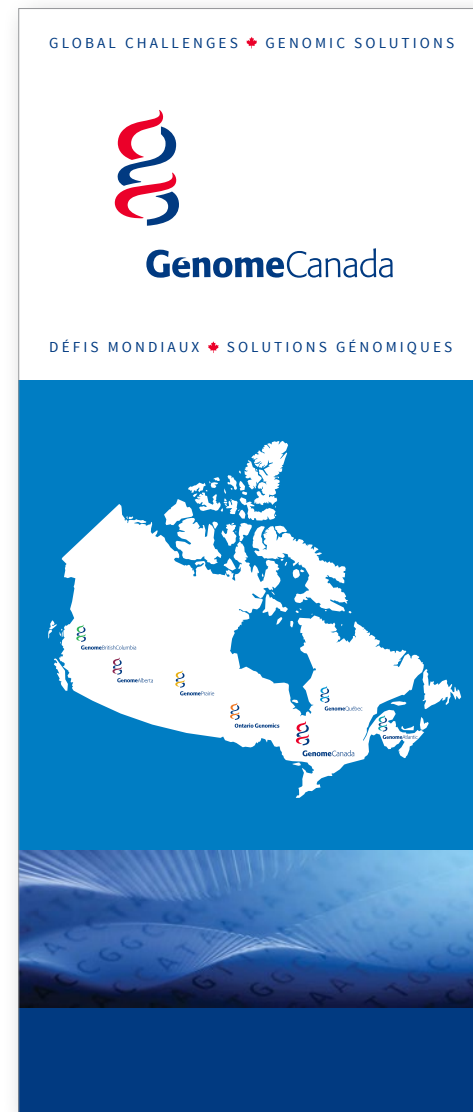 GLOBAL CHALLENGES GENOMIC SOLUTIONS
GenomeCanada
DÉFIS MONDIAUX SOLUTIONS GÉNOMIQUES
GenomeBritishColumbia
GenomeAlberta
GenomePrairie
GenomeQuébec
Ontario Genomics
GenomeAtlantic
GenomeCanada